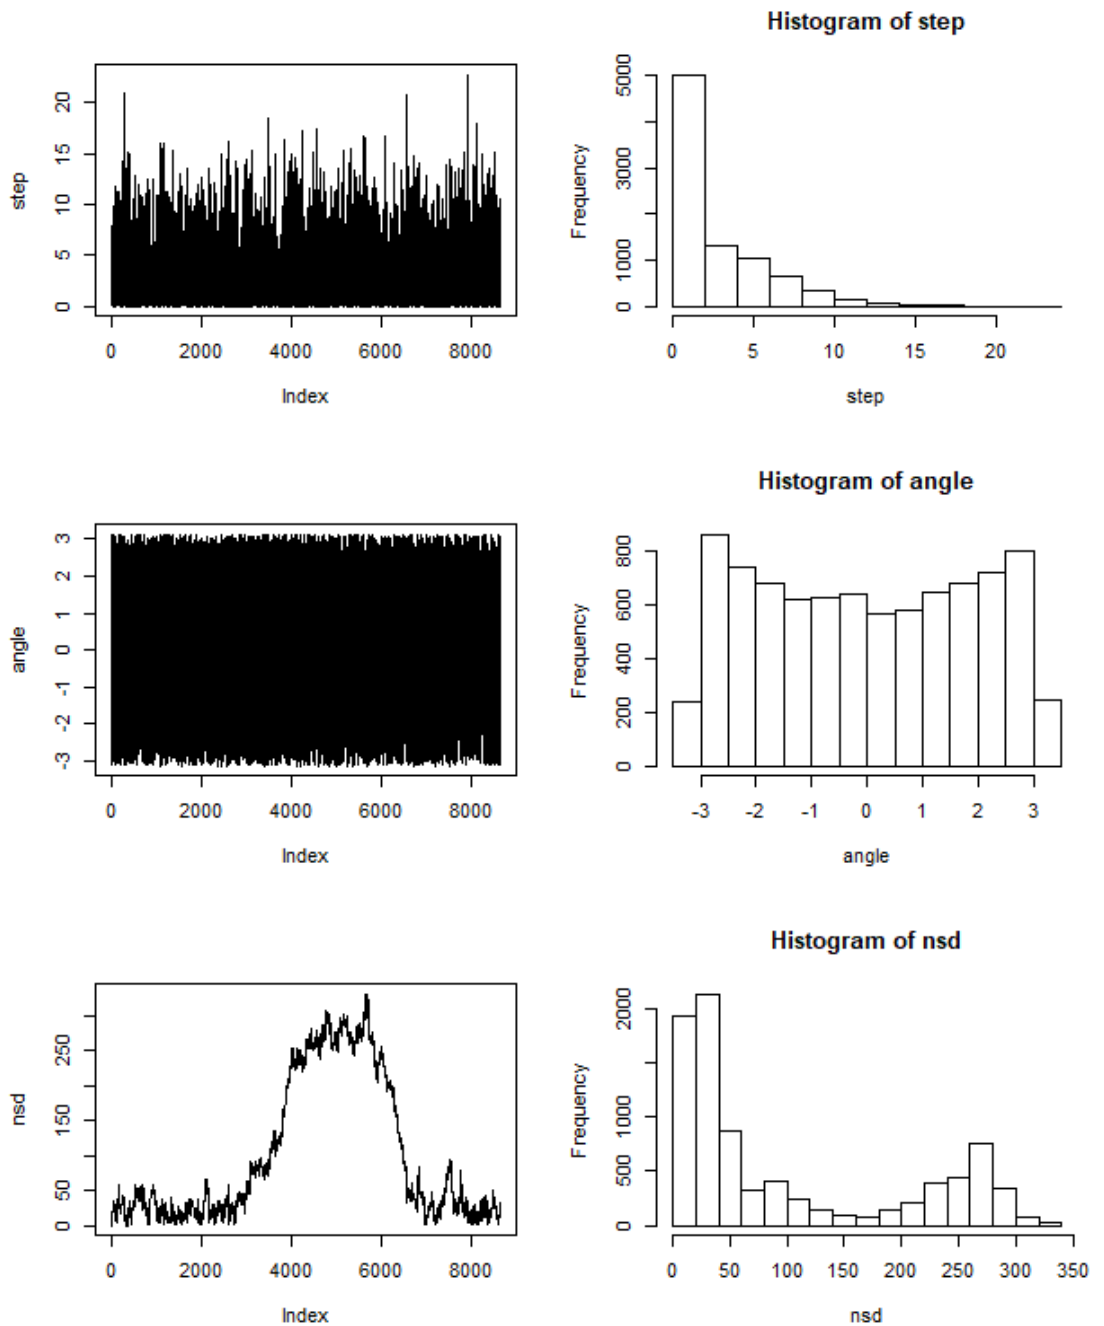 step
20
15
10
5
0
0 2000 4000 6000 8000
Index
Histogram of step
Frequency
5000
3000
1000
0
0 5 10 15 20
step
angle
3
2
1
0
-1
-2
-3
0 2000 4000 6000 8000
Index
Histogram of angle
Frequency
800
600
400
200
0
-3 -2 -1 0 1 2 3
angle
nsd
250
150
50
0
0 2000 4000 6000 8000
Index
Histogram of nsd
Frequency
2000
1000
500
0
0 50 100 150 200 250 300 350
nsd